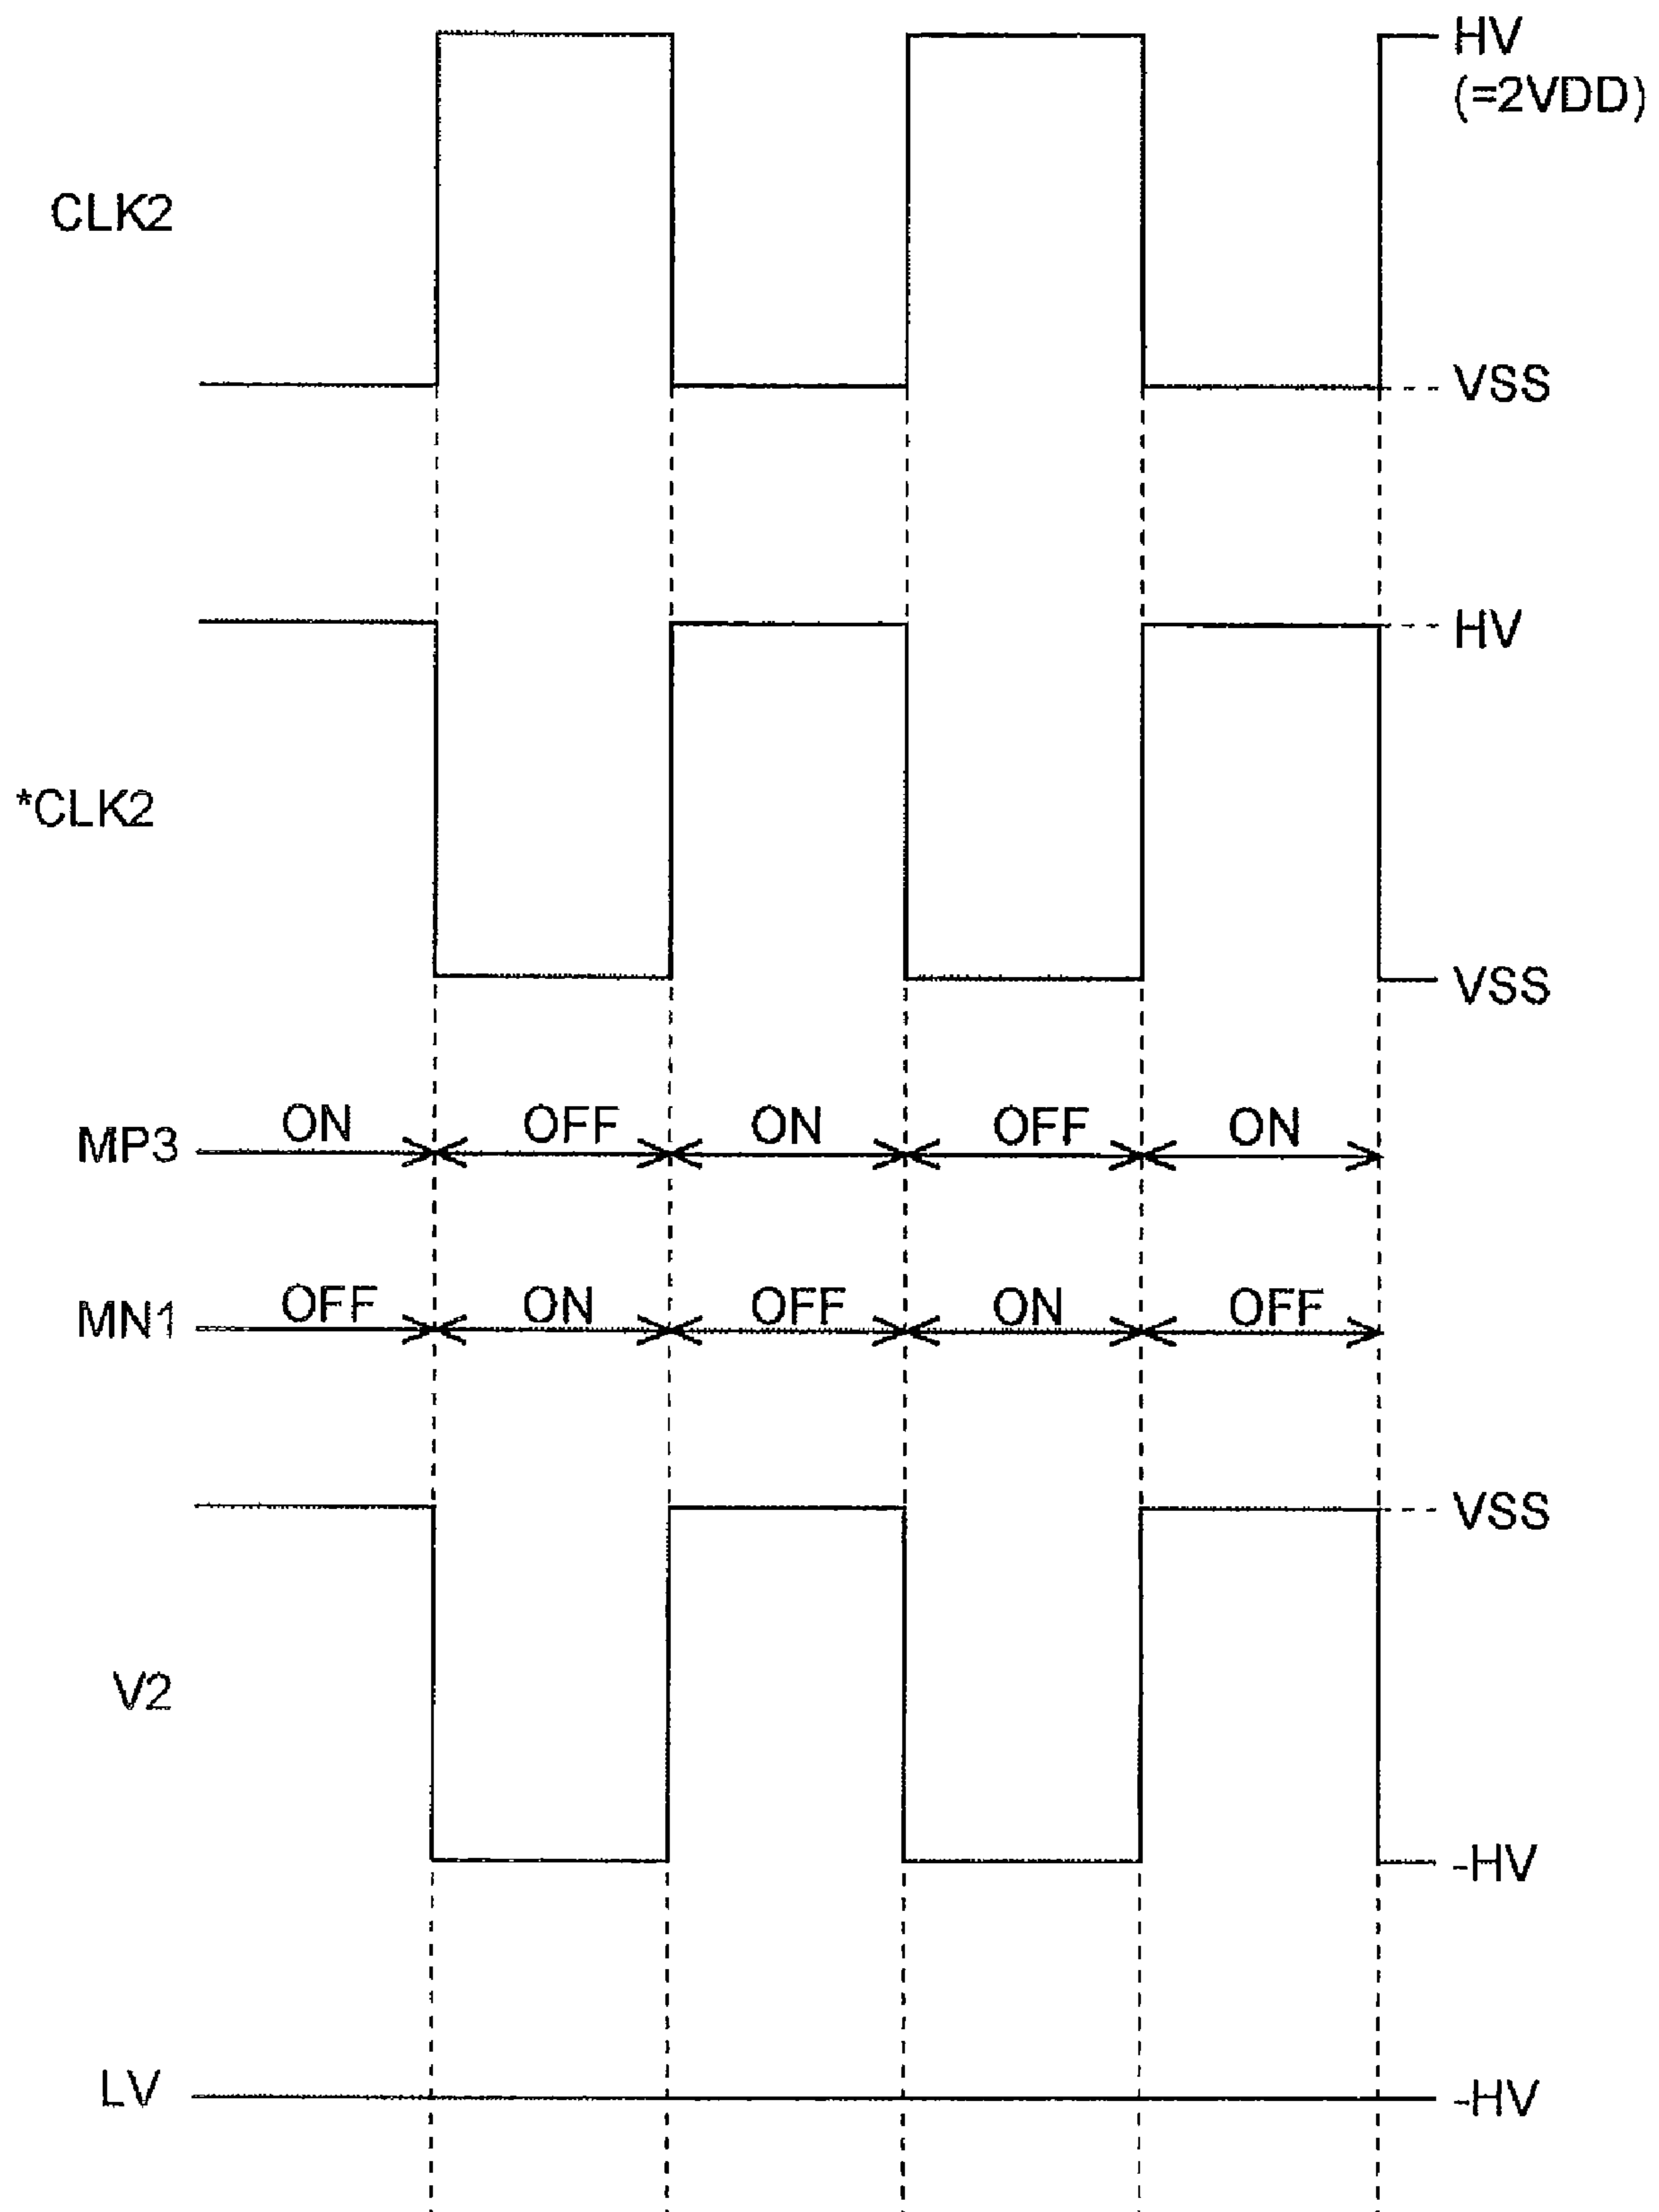 HV
(=2VDD)
CLK2
VSS
HV
*CLK2
VSS
MP3 ON OFF ON OFF ON
MN1 OFF ON OFF ON OFF
VSS
V2
-HV
LV -HV